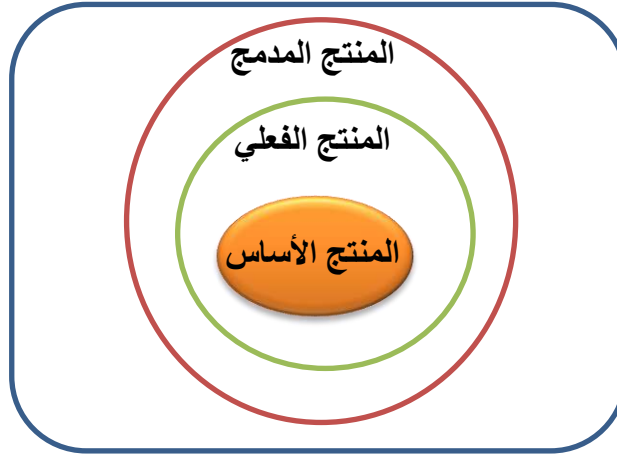 المنتج المدمج
المنتج الفعلي
المنتج الأساس